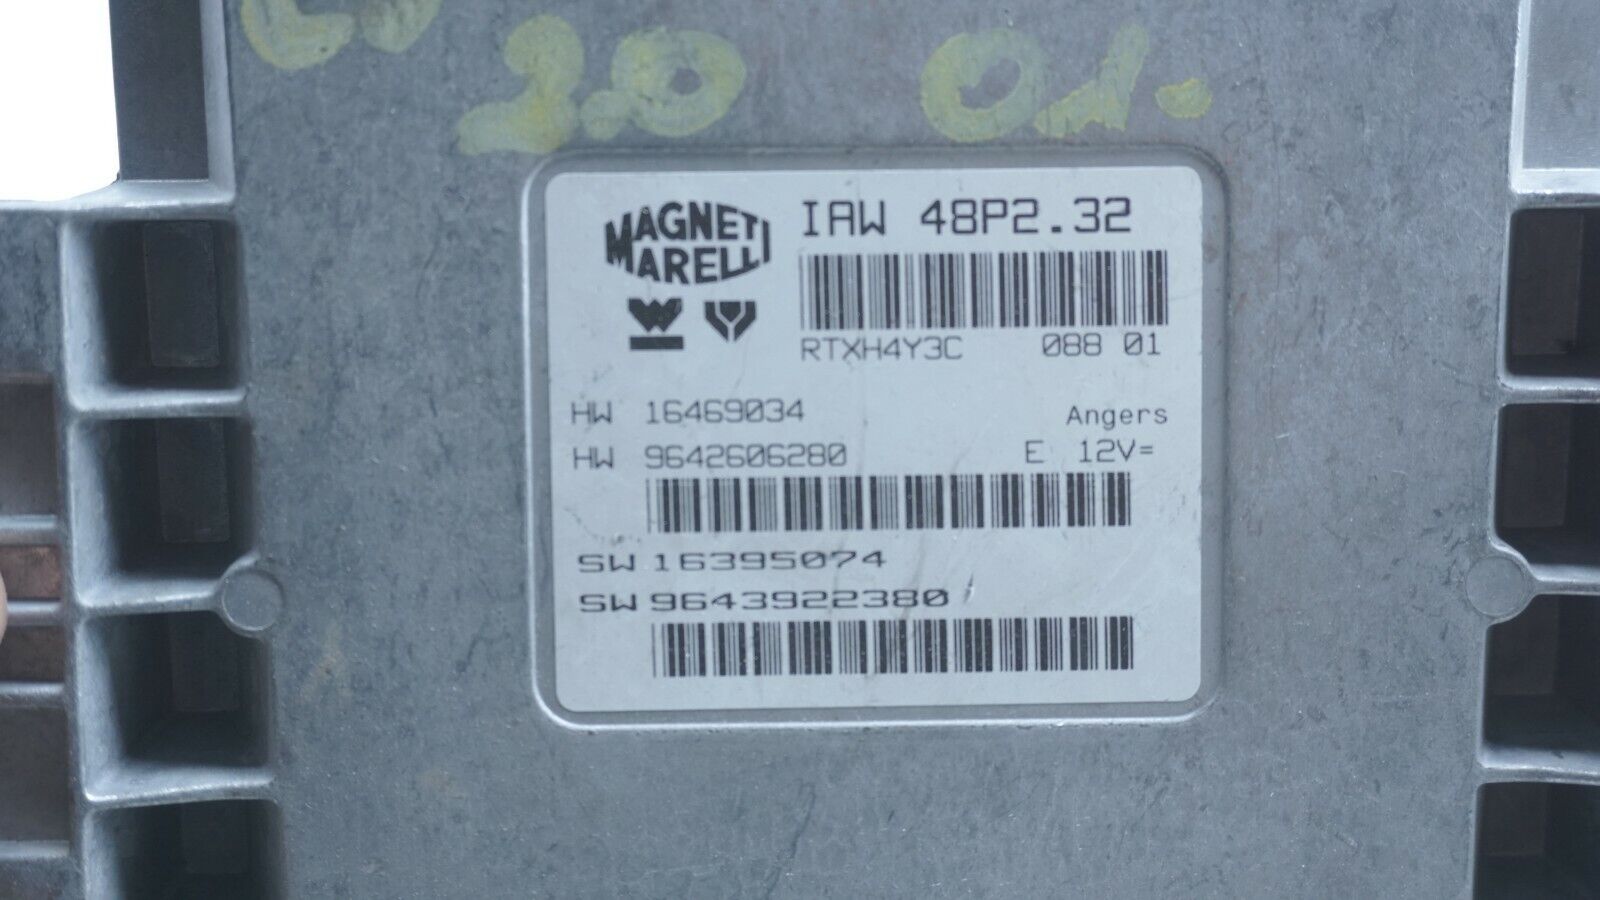 2.0 01.
MAGNETI
MARELLI
IAW 48P2.32
RTXH4Y3C 088 01
HW 16469034 Angers
HW 9642606280 E 12V=
SW 16395074
SW 9643922380